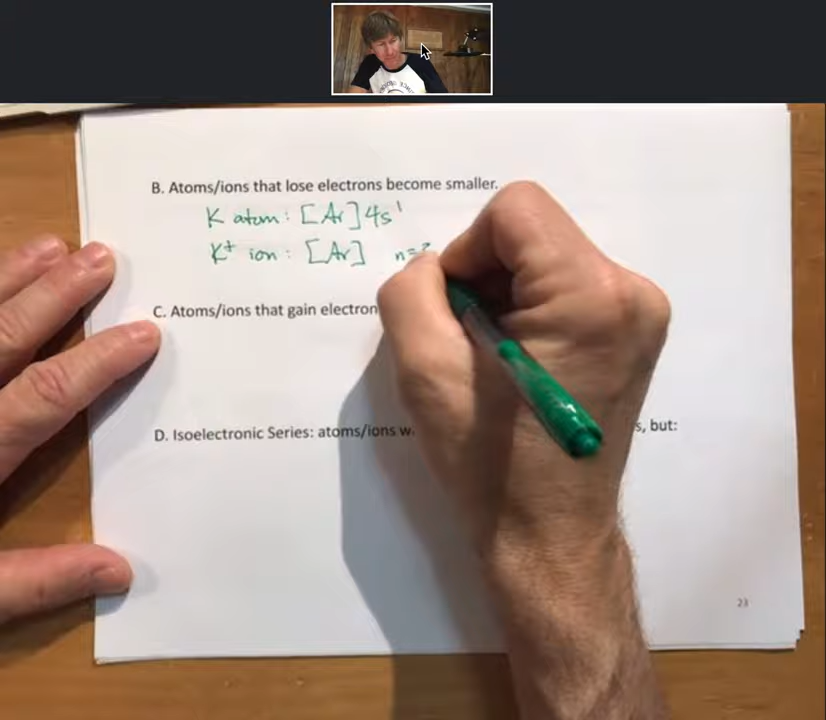 B. Atoms/ions that lose electrons become smaller.
K atom: [Ar] 4s¹
K⁺ ion: [Ar] n=
C. Atoms/ions that gain electron
D. Isoelectronic Series: atoms/ions w
s, but:
23